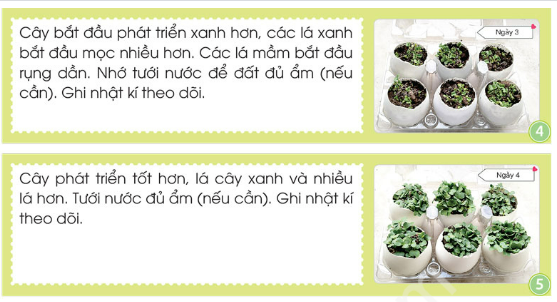 Cây bắt đầu phát triển xanh hơn, các lá xanh
bắt đầu mọc nhiều hơn. Các lá mầm bắt đầu
rụng dần. Nhớ tưới nước để đất đủ ẩm (nếu
cần). Ghi nhật kí theo dõi.
Ngày 3
4
Cây phát triển tốt hơn, lá cây xanh và nhiều
lá hơn. Tưới nước đủ ẩm (nếu cần). Ghi nhật kí
theo dõi.
Ngày 4
5